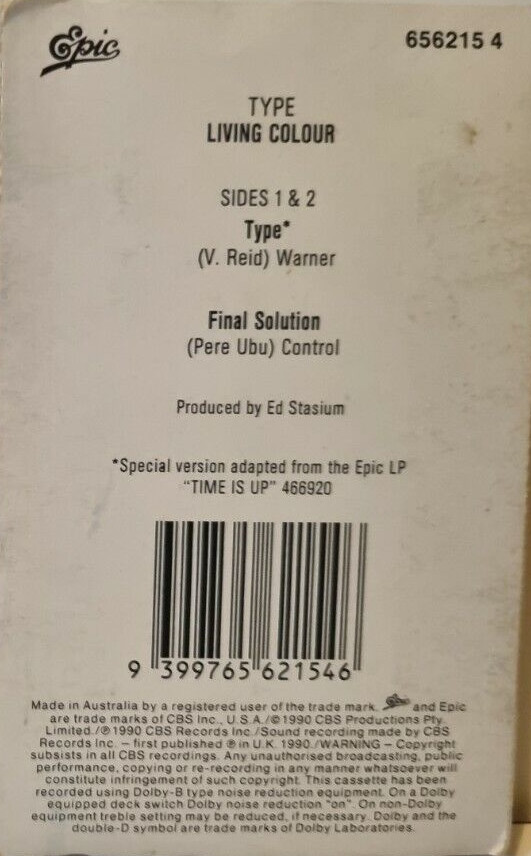 Epic
656215 4
TYPE
LIVING COLOUR
SIDES 1 & 2
Type*
(V. Reid) Warner
Final Solution
(Pere Ubu) Control
Produced by Ed Stasium
*Special version adapted from the Epic LP
"TIME IS UP" 466920
9 399765 621546
Made in Australia by a registered user of the trade mark. Epic and Epic
are trade marks of CBS Inc., U.S.A./©1990 CBS Productions Pty.
Limited./℗1990 CBS Records Inc./Sound recording made by CBS
Records Inc. – first published ℗ in U.K. 1990./WARNING – Copyright
subsists in all CBS recordings. Any unauthorised broadcasting, public
performance, copying or re-recording in any manner whatsoever will
constitute infringement of such copyright. This cassette has been
recorded using Dolby-B type noise reduction equipment. On a Dolby
equipped deck switch Dolby noise reduction "on". On non-Dolby
equipment treble setting may be reduced, if necessary. Dolby and the
double-D symbol are trade marks of Dolby Laboratories.